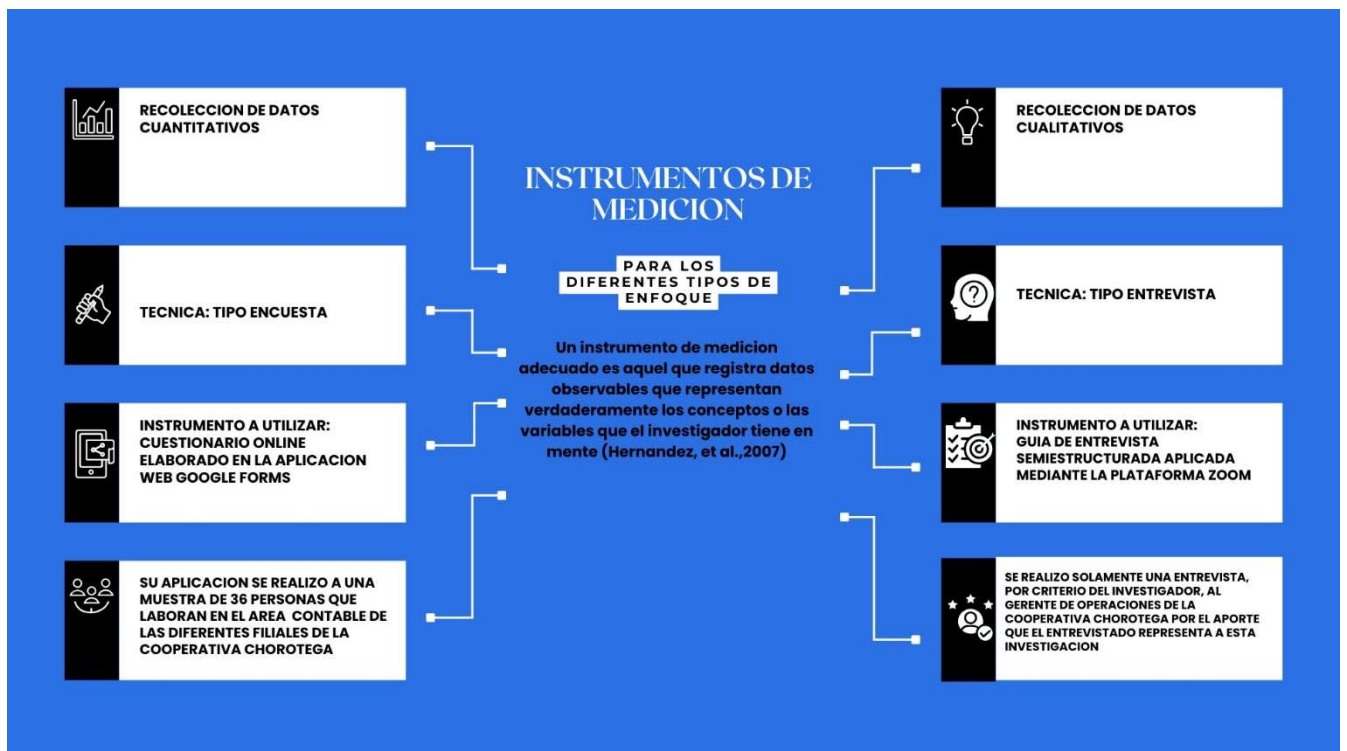 RECOLECCION DE DATOS
CUANTITATIVOS
TECNICA: TIPO ENCUESTA
INSTRUMENTO A UTILIZAR:
CUESTIONARIO ONLINE
ELABORADO EN LA APLICACION
WEB GOOGLE FORMS
SU APLICACION SE REALIZO A UNA
MUESTRA DE 36 PERSONAS QUE
LABORAN EN EL AREA CONTABLE DE
LAS DIFERENTES FILIALES DE LA
COOPERATIVA CHOROTEGA
INSTRUMENTOS DE
MEDICION
PARA LOS
DIFERENTES TIPOS DE
ENFOQUE
Un instrumento de medicion
adecuado es aquel que registra datos
observables que representan
verdaderamente los conceptos o las
variables que el investigador tiene en
mente (Hernandez, et al.,2007)
RECOLECCION DE DATOS
CUALITATIVOS
TECNICA: TIPO ENTREVISTA
INSTRUMENTO A UTILIZAR:
GUIA DE ENTREVISTA
SEMIESTRUCTURADA APLICADA
MEDIANTE LA PLATAFORMA ZOOM
SE REALIZO SOLAMENTE UNA ENTREVISTA,
POR CRITERIO DEL INVESTIGADOR, AL
GERENTE DE OPERACIONES DE LA
COOPERATIVA CHOROTEGA POR EL APORTE
QUE EL ENTREVISTADO REPRESENTA A ESTA
INVESTIGACION